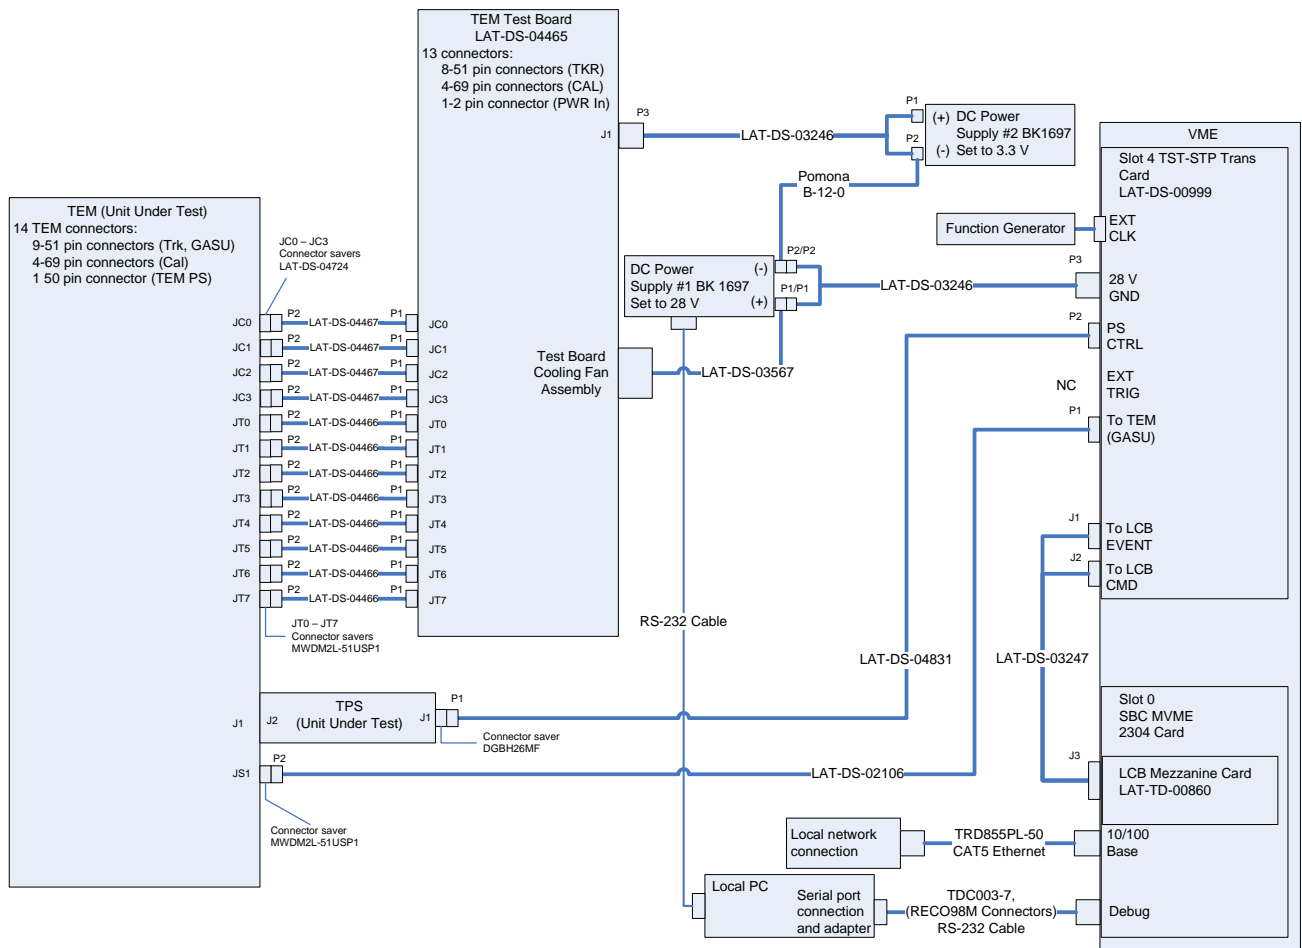 TEM Test Board
LAT-DS-04465
13 connectors:
8-51 pin connectors (TKR)
4-69 pin connectors (CAL)
1-2 pin connector (PWR In)
J1
P3
LAT-DS-03246
P1
P2
(+) DC Power
Supply #2 BK1697
(-) Set to 3.3 V
Pomona
B-12-0
VME
Slot 4 TST-STP Trans
Card
LAT-DS-00999
Function Generator
EXT
CLK
P3
28 V
GND
P2
PS
CTRL
NC
EXT
TRIG
P1
To TEM
(GASU)
J1
To LCB
EVENT
J2
To LCB
CMD
TEM (Unit Under Test)
14 TEM connectors:
9-51 pin connectors (Trk, GASU)
4-69 pin connectors (Cal)
1 50 pin connector (TEM PS)
JC0 – JC3
Connector savers
LAT-DS-04724
DC Power
Supply #1 BK 1697
Set to 28 V
(-)
(+)
P2/P2
P1/P1
LAT-DS-03246
JC0 P2 LAT-DS-04467 P1 JC0
JC1 P2 LAT-DS-04467 P1 JC1
JC2 P2 LAT-DS-04467 P1 JC2
JC3 P2 LAT-DS-04467 P1 JC3
JT0 P2 LAT-DS-04466 P1 JT0
JT1 P2 LAT-DS-04466 P1 JT1
JT2 P2 LAT-DS-04466 P1 JT2
JT3 P2 LAT-DS-04466 P1 JT3
JT4 P2 LAT-DS-04466 P1 JT4
JT5 P2 LAT-DS-04466 P1 JT5
JT6 P2 LAT-DS-04466 P1 JT6
JT7 P2 LAT-DS-04466 P1 JT7
Test Board
Cooling Fan
Assembly
LAT-DS-03567
JT0 – JT7
Connector savers
MWDM2L-51USP1
RS-232 Cable
LAT-DS-04831
LAT-DS-03247
J1
J2
TPS
(Unit Under Test)
J1
P1
Connector saver
DGBH26MF
JS1
P2
LAT-DS-02106
Connector saver
MWDM2L-51USP1
Slot 0
SBC MVME
2304 Card
J3
LCB Mezzanine Card
LAT-TD-00860
Local network
connection
TRD855PL-50
CAT5 Ethernet
10/100
Base
Local PC
Serial port
connection
and adapter
TDC003-7,
(RECO98M Connectors)
RS-232 Cable
Debug